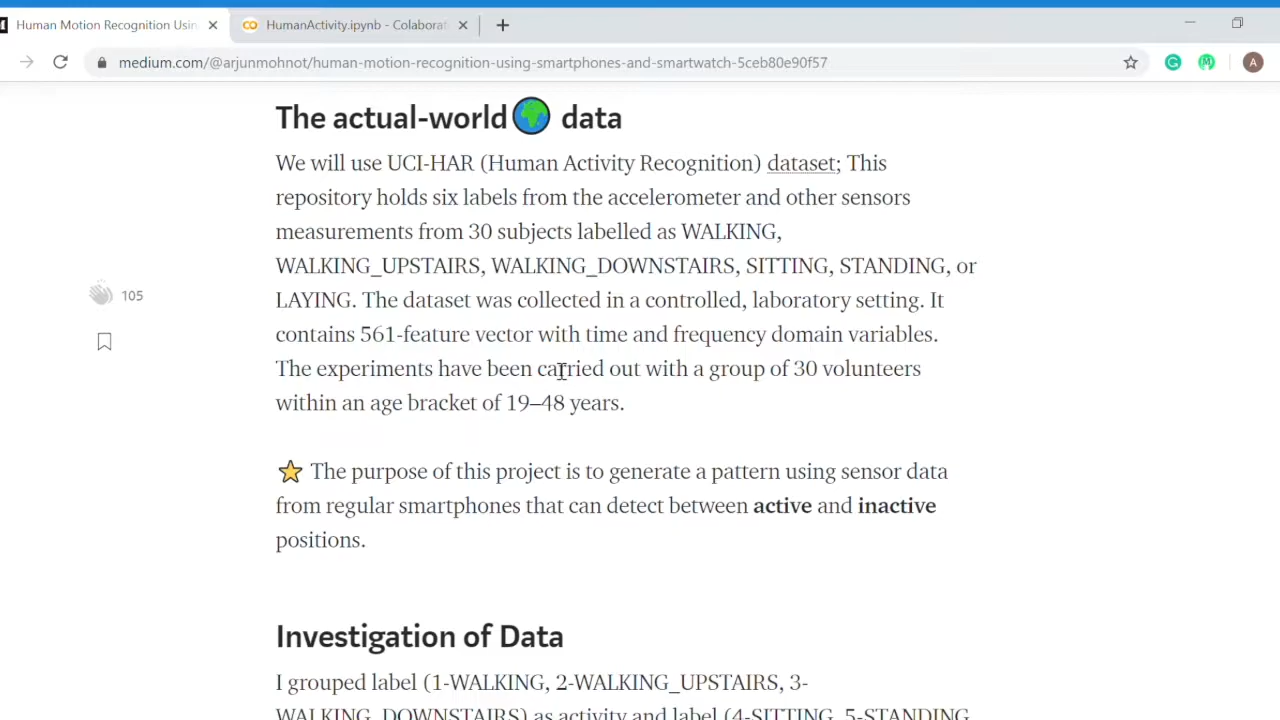 Human Motion Recognition Usin
HumanActivity.ipynb - Colaborat
medium.com/@arjunmohnot/human-motion-recognition-using-smartphones-and-smartwatch-5ceb80e90f57
A
The actual-world 🌍 data
We will use UCI-HAR (Human Activity Recognition) dataset; This
repository holds six labels from the accelerometer and other sensors
measurements from 30 subjects labelled as WALKING,
WALKING_UPSTAIRS, WALKING_DOWNSTAIRS, SITTING, STANDING, or
LAYING. The dataset was collected in a controlled, laboratory setting. It
contains 561-feature vector with time and frequency domain variables.
The experiments have been carried out with a group of 30 volunteers
within an age bracket of 19–48 years.
105
⭐ The purpose of this project is to generate a pattern using sensor data
from regular smartphones that can detect between active and inactive
positions.
Investigation of Data
I grouped label (1-WALKING, 2-WALKING_UPSTAIRS, 3-
WALKING_DOWNSTAIRS) as activity and label (4-SITTING, 5-STANDING,